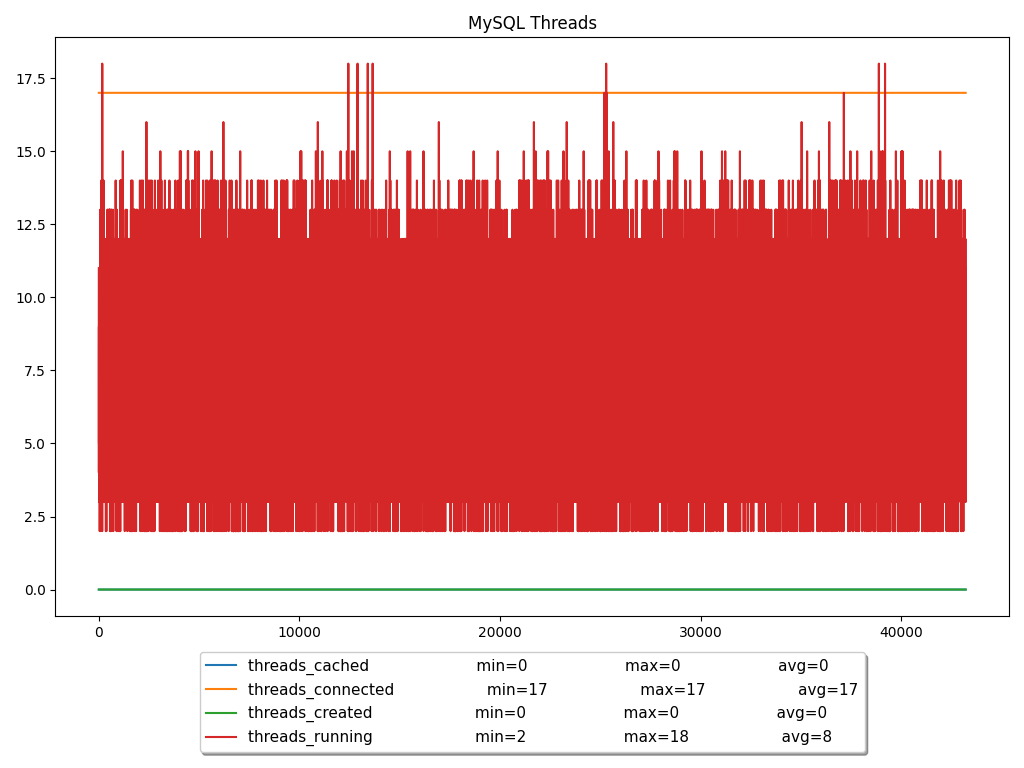 MySQL Threads
17.5
15.0
12.5
10.0
7.5
5.0
2.5
0.0
0 10000 20000 30000 40000
threads_cached min=0 max=0 avg=0
threads_connected min=17 max=17 avg=17
threads_created min=0 max=0 avg=0
threads_running min=2 max=18 avg=8